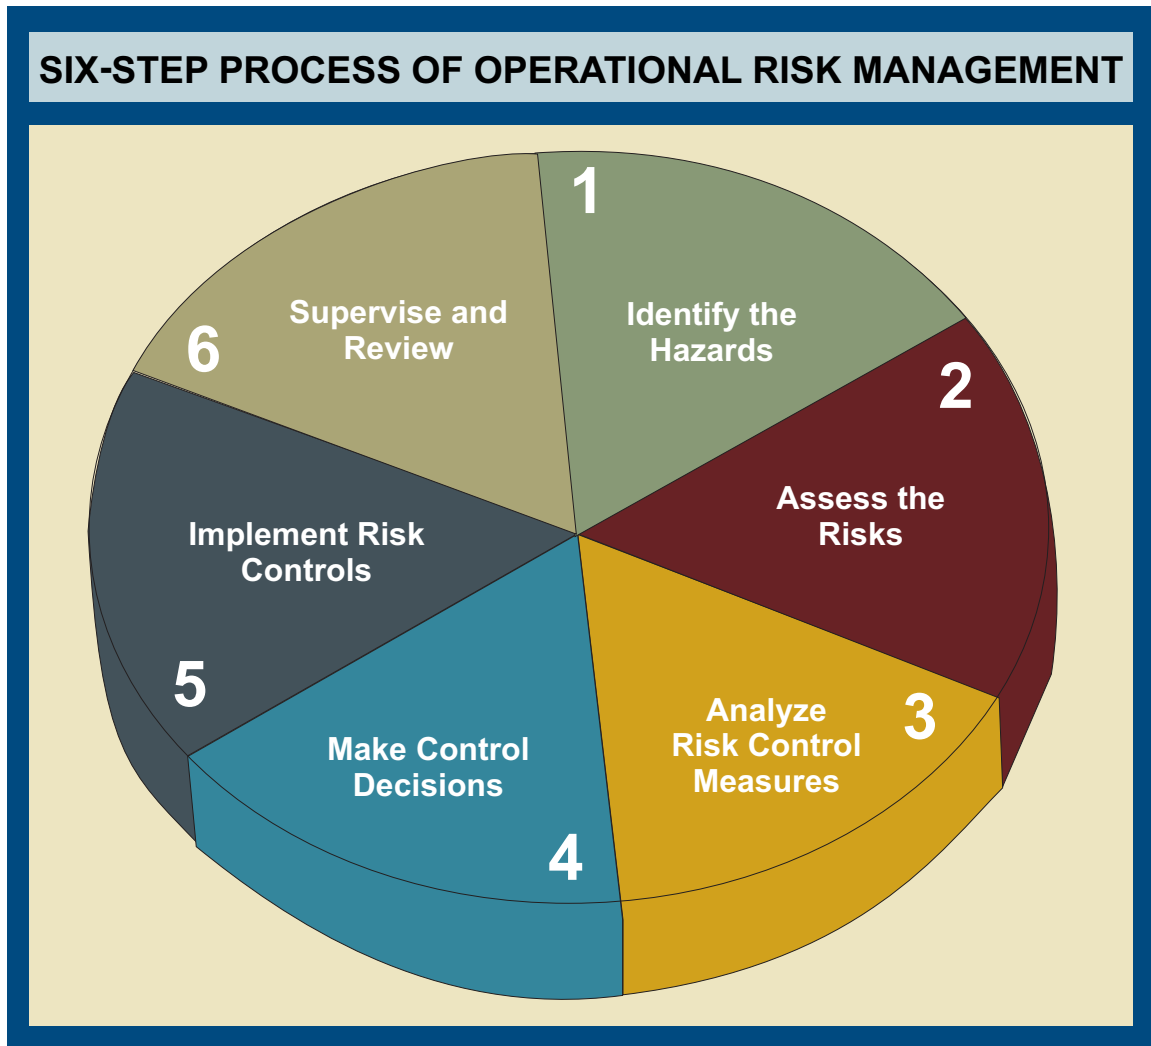 SIX-STEP PROCESS OF OPERATIONAL RISK MANAGEMENT
1
Identify the
Hazards
2
Assess the
Risks
3
Analyze
Risk Control
Measures
4
Make Control
Decisions
5
Implement Risk
Controls
6
Supervise and
Review